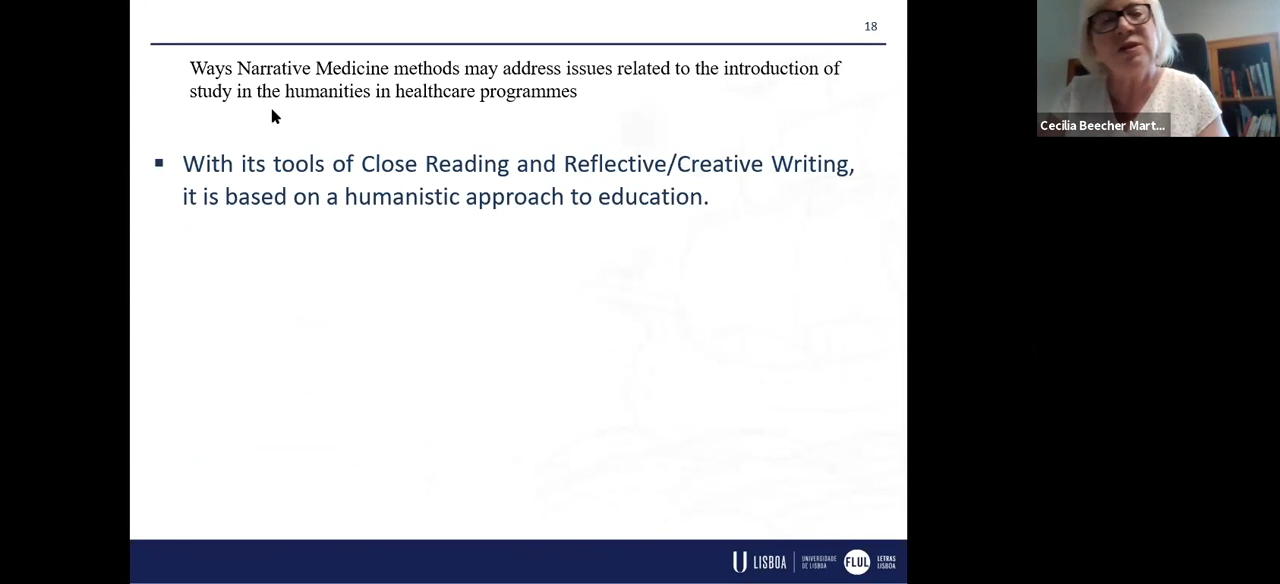 18
Ways Narrative Medicine methods may address issues related to the introduction of
study in the humanities in healthcare programmes
▪ With its tools of Close Reading and Reflective/Creative Writing,
it is based on a humanistic approach to education.
Cecilia Beecher Mart...
U LISBOA
UNIVERSIDADE
DE LISBOA
FLUL
LETRAS
LISBOA